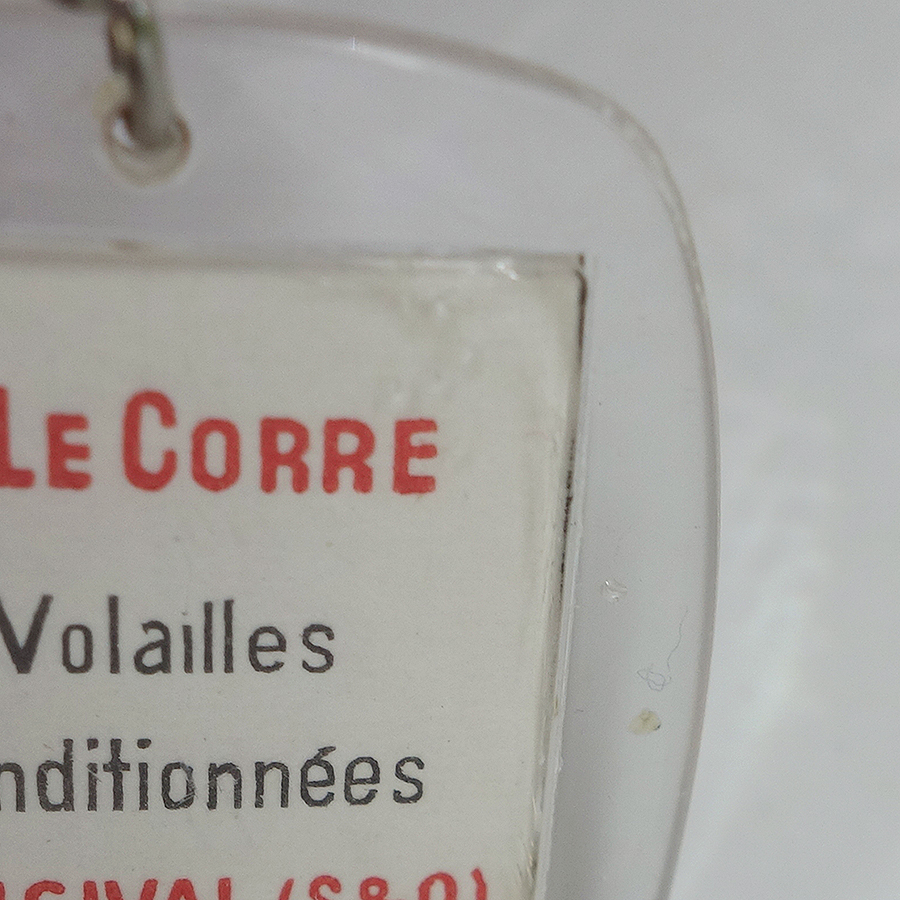 LE CORRE
Volailles
nditionnées
(S&O)